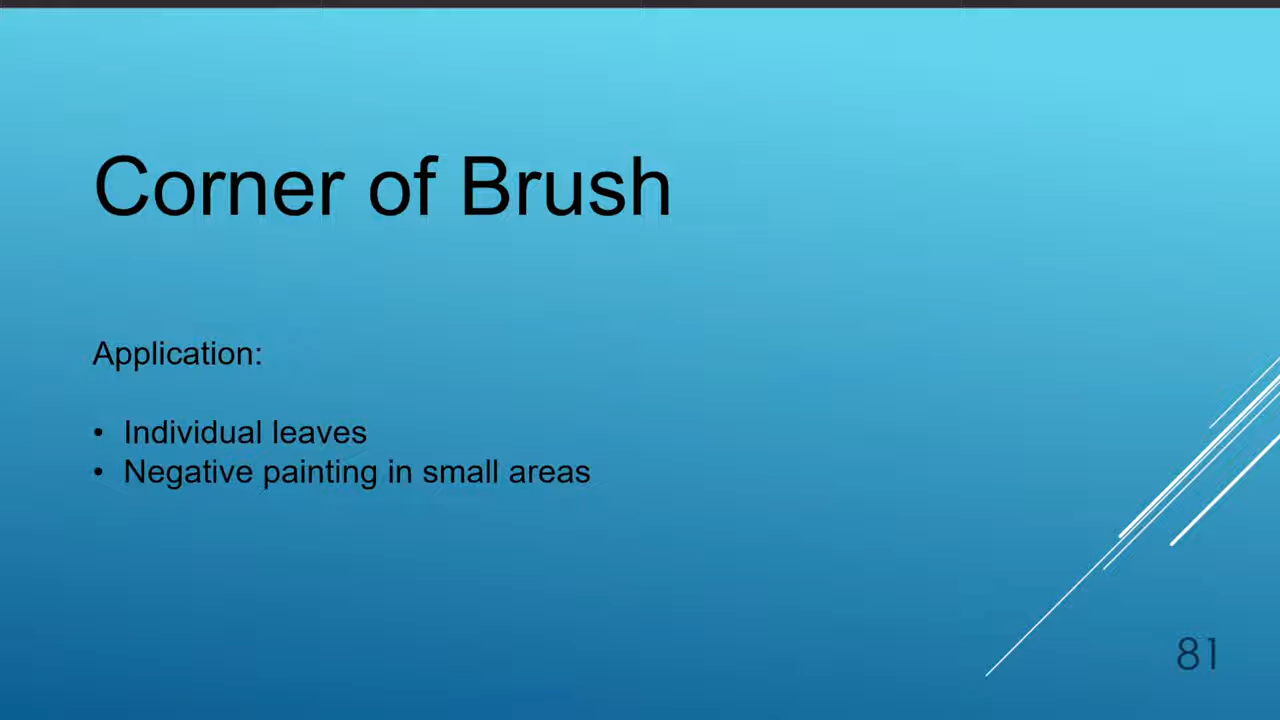 Corner of Brush
Application:
• Individual leaves
• Negative painting in small areas
81